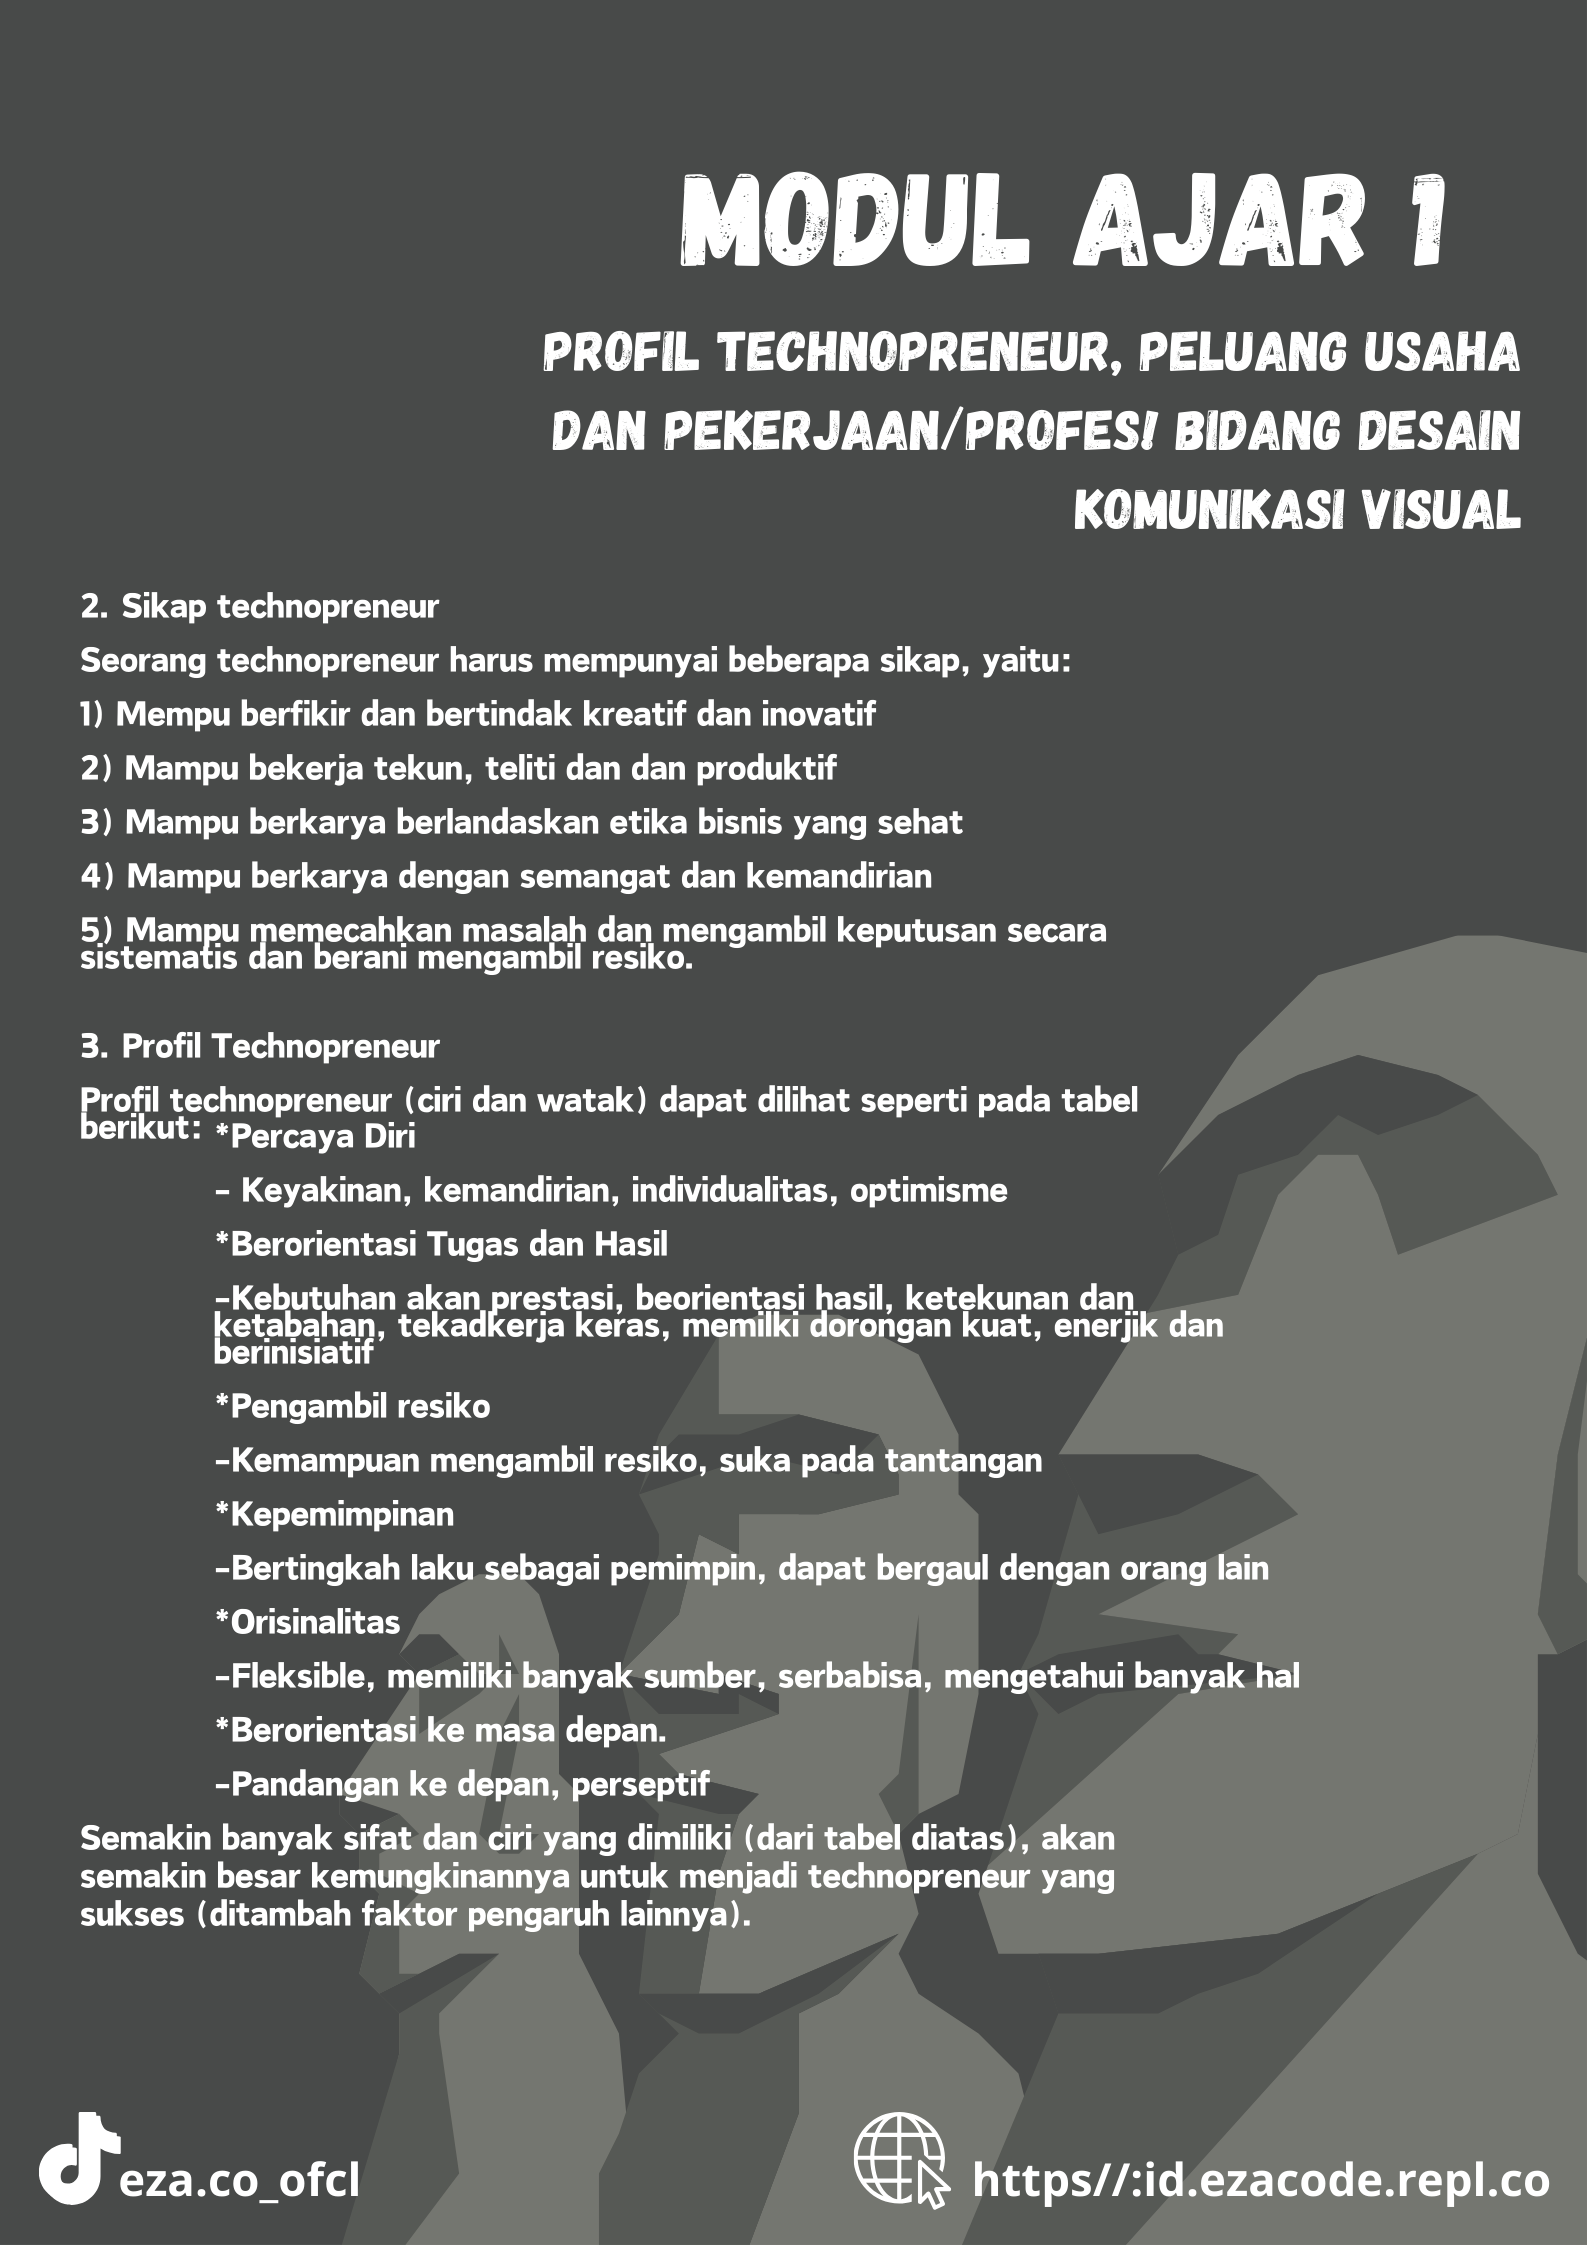 MODUL AJAR 1
PROFIL TECHNOPRENEUR, PELUANG USAHA
DAN PEKERJAAN/PROFES! BIDANG DESAIN
KOMUNIKASI VISUAL
2. Sikap technopreneur
Seorang technopreneur harus mempunyai beberapa sikap, yaitu:
1) Mempu berfikir dan bertindak kreatif dan inovatif
2) Mampu bekerja tekun, teliti dan dan produktif
3) Mampu berkarya berlandaskan etika bisnis yang sehat
4) Mampu berkarya dengan semangat dan kemandirian
5) Mampu memecahkan masalah dan mengambil keputusan secara
sistematis dan berani mengambil resiko.
3. Profil Technopreneur
Profil technopreneur (ciri dan watak) dapat dilihat seperti pada tabel
berikut:
*Percaya Diri
- Keyakinan, kemandirian, individualitas, optimisme
*Berorientasi Tugas dan Hasil
-Kebutuhan akan prestasi, beorientasi hasil, ketekunan dan
ketabahan, tekadkerja keras, memilki dorongan kuat, enerjik dan
berinisiatif
*Pengambil resiko
-Kemampuan mengambil resiko, suka pada tantangan
*Kepemimpinan
-Bertingkah laku sebagai pemimpin, dapat bergaul dengan orang lain
*Orisinalitas
-Fleksible, memiliki banyak sumber, serbabisa, mengetahui banyak hal
*Berorientasi ke masa depan.
-Pandangan ke depan, perseptif
Semakin banyak sifat dan ciri yang dimiliki (dari tabel diatas), akan
semakin besar kemungkinannya untuk menjadi technopreneur yang
sukses (ditambah faktor pengaruh lainnya).
eza.co_ofcl
https//:id.ezacode.repl.co